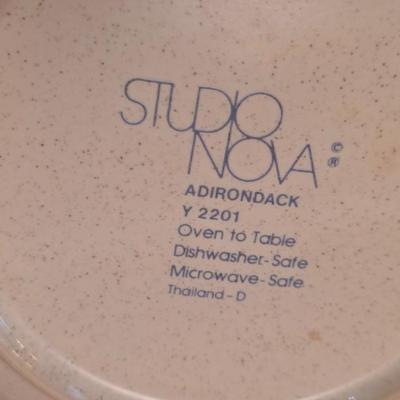 STUDIO
NOVA © ®
ADIRONDACK
Y 2201
Oven to Table
Dishwasher-Safe
Microwave-Safe
Thailand-D